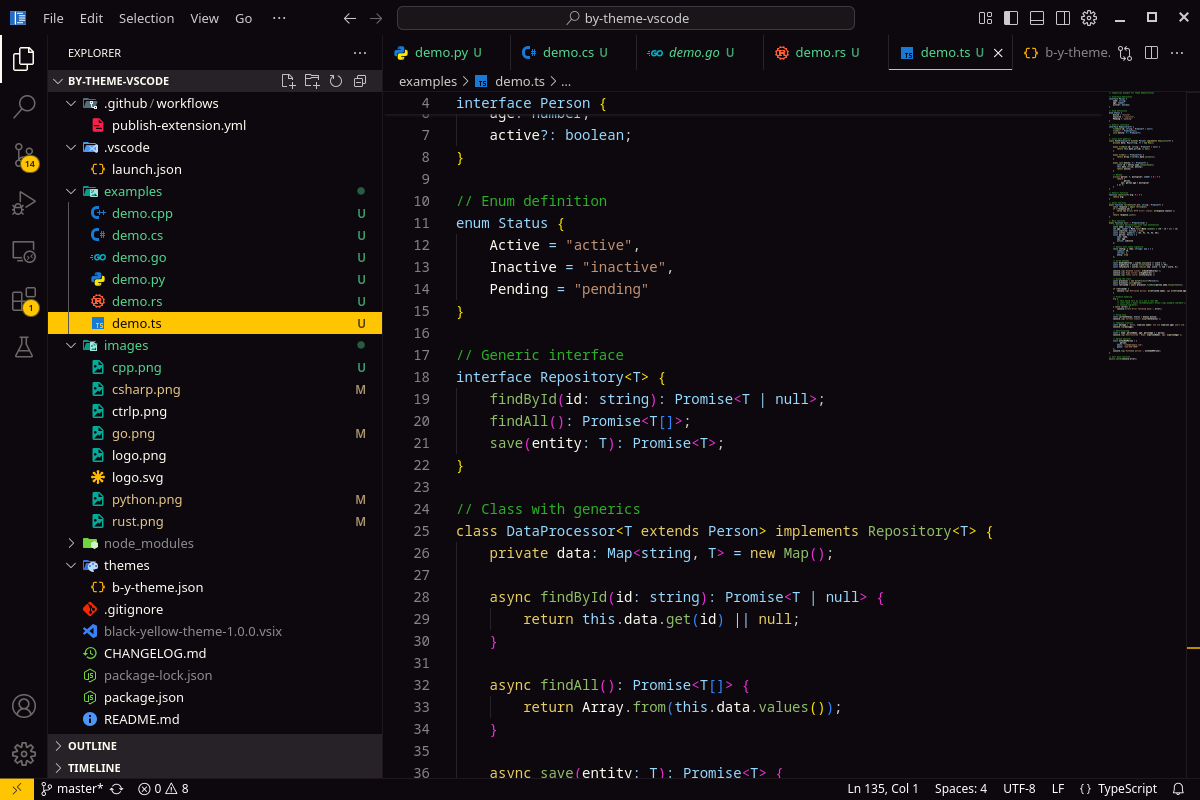 File Edit Selection View Go ··· by-theme-vscode
EXPLORER ···
BY-THEME-VSCODE
.github / workflows
publish-extension.yml
.vscode
launch.json
examples
demo.cpp U
demo.cs U
demo.go U
demo.py U
demo.rs U
demo.ts U
images
cpp.png U
csharp.png M
ctrlp.png
go.png M
logo.png
logo.svg
python.png M
rust.png M
node_modules
themes
b-y-theme.json
.gitignore
black-yellow-theme-1.0.0.vsix
CHANGELOG.md
package-lock.json
package.json
README.md
OUTLINE
TIMELINE
14
1
demo.py U demo.cs U demo.go U demo.rs U TS demo.ts U b-y-theme. ···
examples > TS demo.ts > ...
4 interface Person {
6 age: number;
7 active?: boolean;
8 }
9
10 // Enum definition
11 enum Status {
12 Active = "active",
13 Inactive = "inactive",
14 Pending = "pending"
15 }
16
17 // Generic interface
18 interface Repository<T> {
19 findById(id: string): Promise<T | null>;
20 findAll(): Promise<T[]>;
21 save(entity: T): Promise<T>;
22 }
23
24 // Class with generics
25 class DataProcessor<T extends Person> implements Repository<T> {
26 private data: Map<string, T> = new Map();
27
28 async findById(id: string): Promise<T | null> {
29 return this.data.get(id) || null;
30 }
31
32 async findAll(): Promise<T[]> {
33 return Array.from(this.data.values());
34 }
35
36 async save(entity: T): Promise<T> {
master* 0 8 Ln 135, Col 1 Spaces: 4 UTF-8 LF { } TypeScript